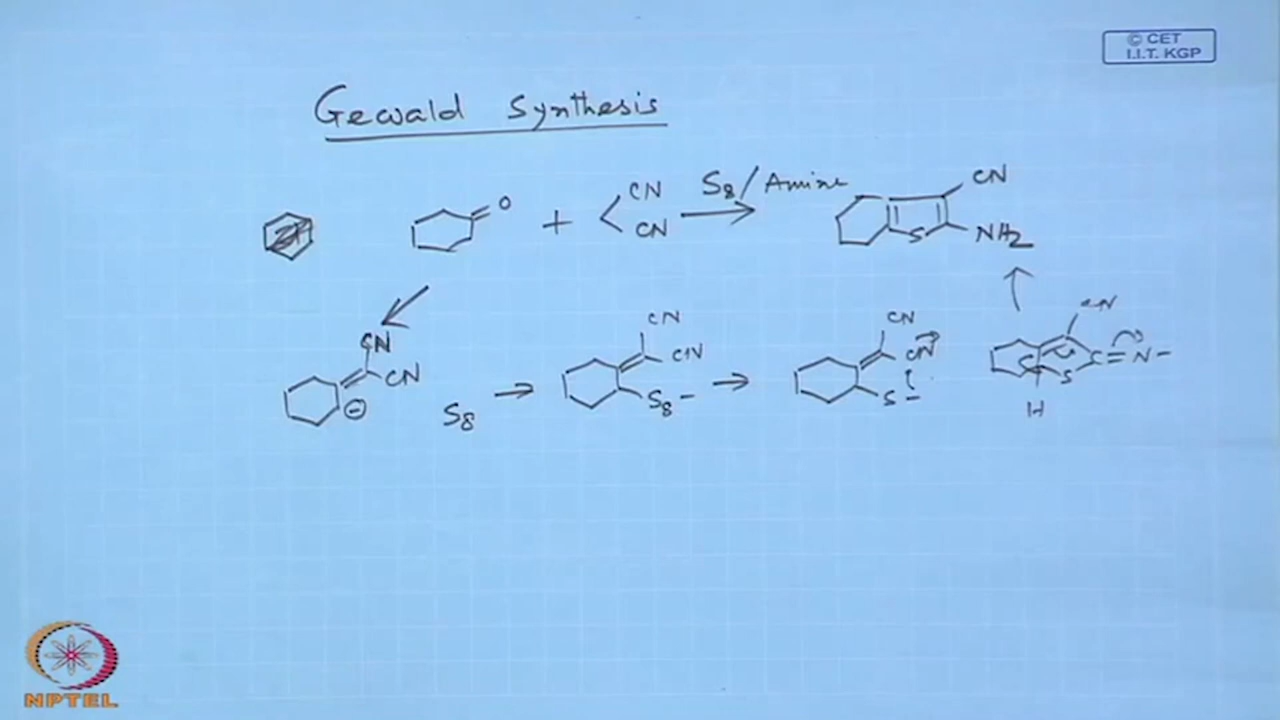 © CET
I.I.T. KGP
Gewald Synthesis
O + CN CN S8/Amine CN S NH2
CN CN ⊖ S8
CN CN S8 –
CN CN S –
CN C C S C=N – H
NPTEL